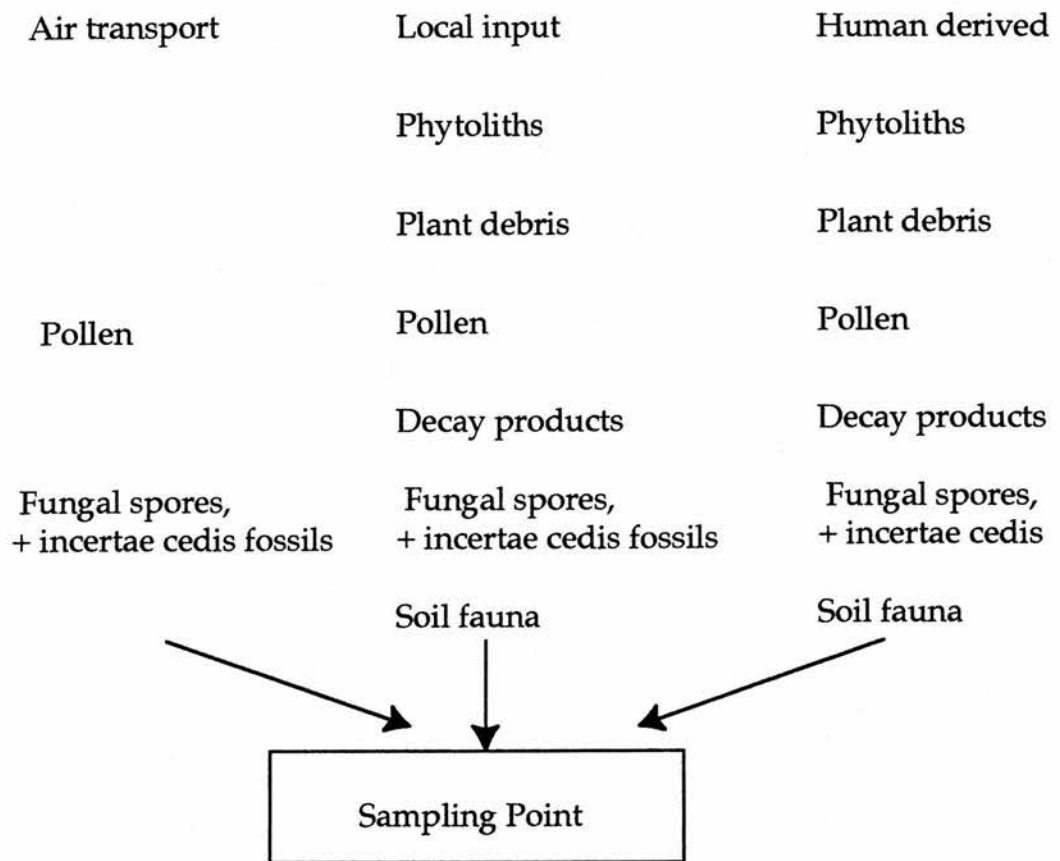 Air transport
Local input
Human derived
Phytoliths
Phytoliths
Plant debris
Plant debris
Pollen
Pollen
Pollen
Decay products
Decay products
Fungal spores,
+ incertae cedis fossils
Fungal spores,
+ incertae cedis fossils
Fungal spores,
+ incertae cedis
Soil fauna
Soil fauna
Sampling Point